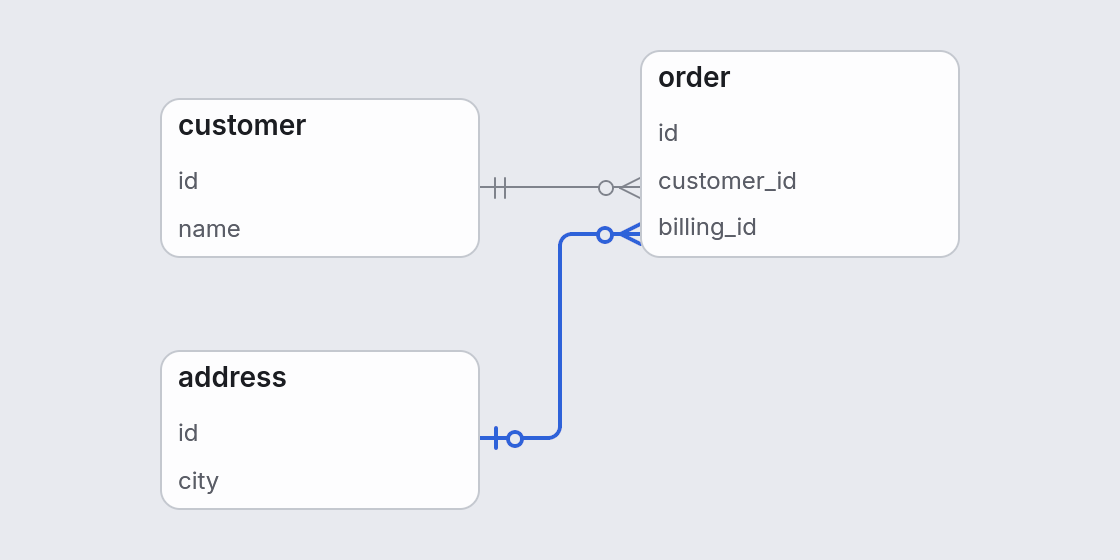 customer
id
name
order
id
customer_id
billing_id
address
id
city